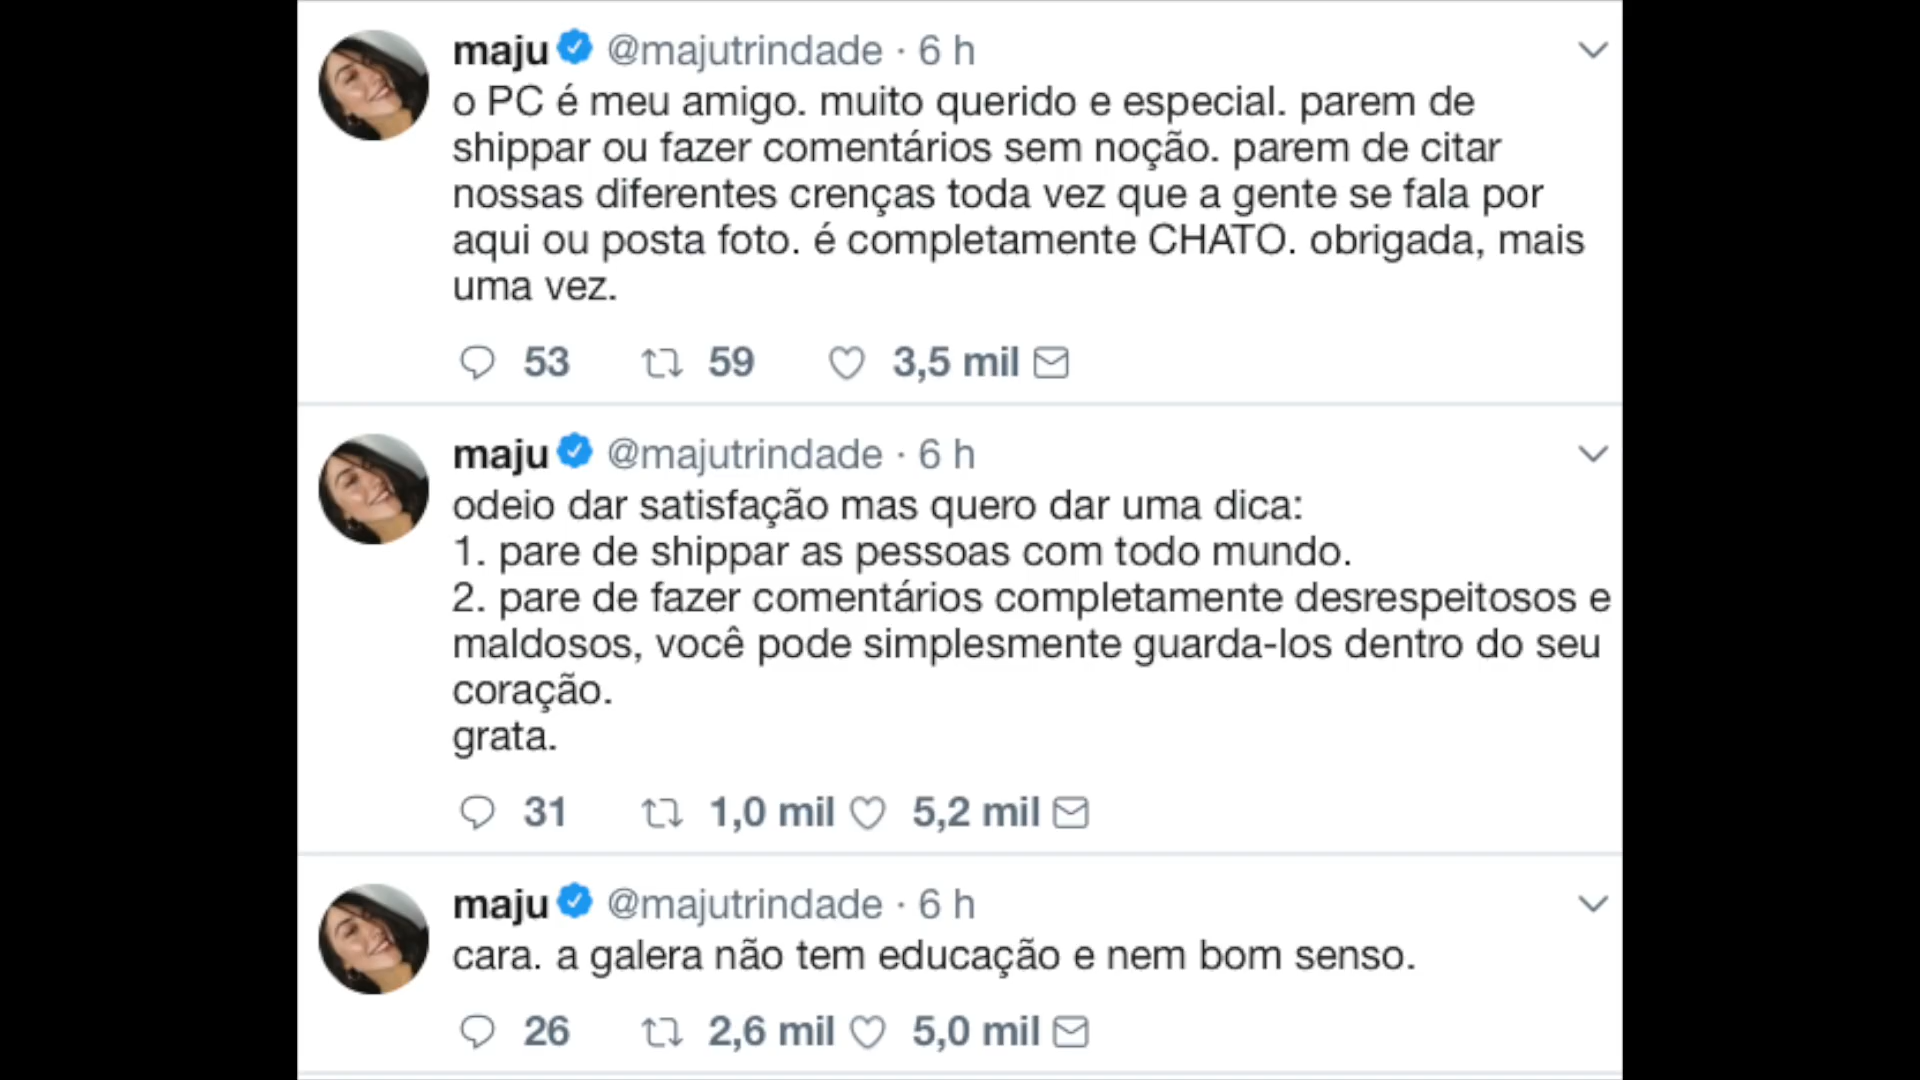 maju @majutrindade · 6 h
o PC é meu amigo. muito querido e especial. parem de
shippar ou fazer comentários sem noção. parem de citar
nossas diferentes crenças toda vez que a gente se fala por
aqui ou posta foto. é completamente CHATO. obrigada, mais
uma vez.
53 59 3,5 mil
maju @majutrindade · 6 h
odeio dar satisfação mas quero dar uma dica:
1. pare de shippar as pessoas com todo mundo.
2. pare de fazer comentários completamente desrespeitosos e
maldosos, você pode simplesmente guarda-los dentro do seu
coração.
grata.
31 1,0 mil 5,2 mil
maju @majutrindade · 6 h
cara. a galera não tem educação e nem bom senso.
26 2,6 mil 5,0 mil